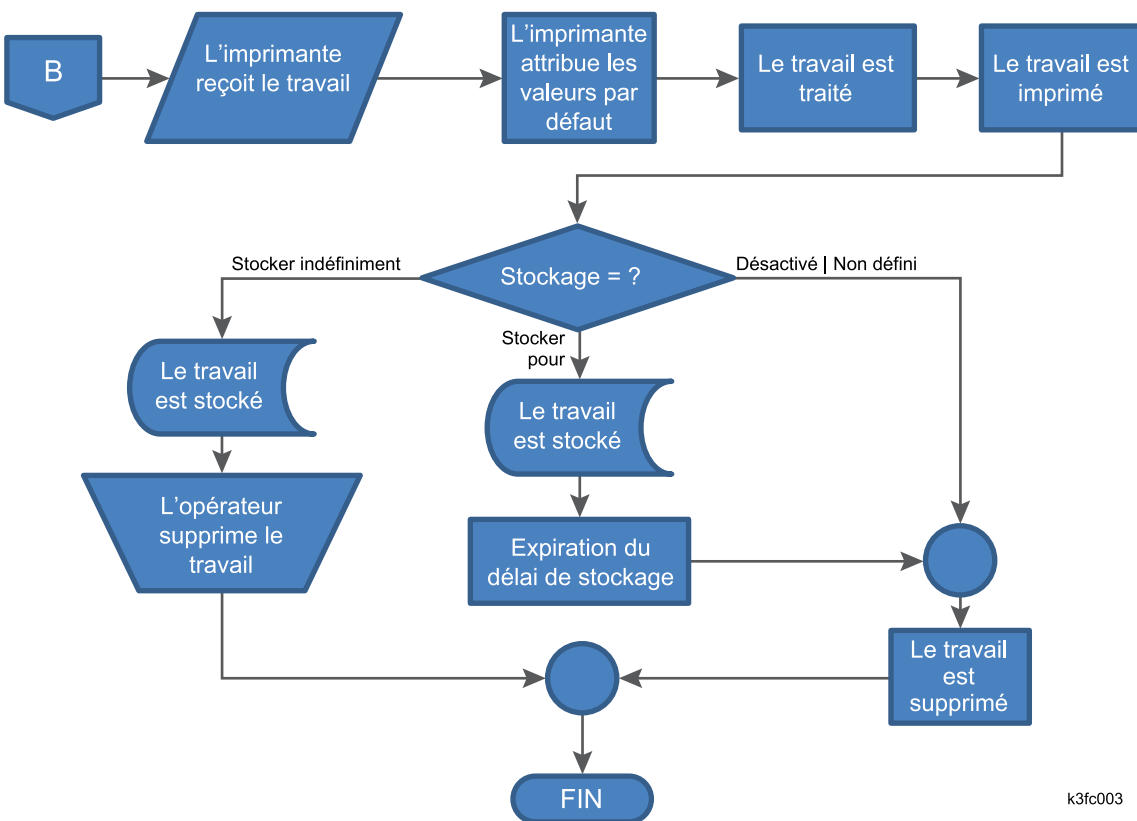 B
L'imprimante
reçoit le travail
L'imprimante
attribue les
valeurs par
défaut
Le travail est
traité
Le travail est
imprimé
Stocker indéfiniment
Stockage = ?
Désactivé | Non défini
Stocker
pour
Le travail
est stocké
Le travail
est stocké
L'opérateur
supprime le
travail
Expiration du
délai de stockage
Le travail
est
supprimé
FIN
k3fc003